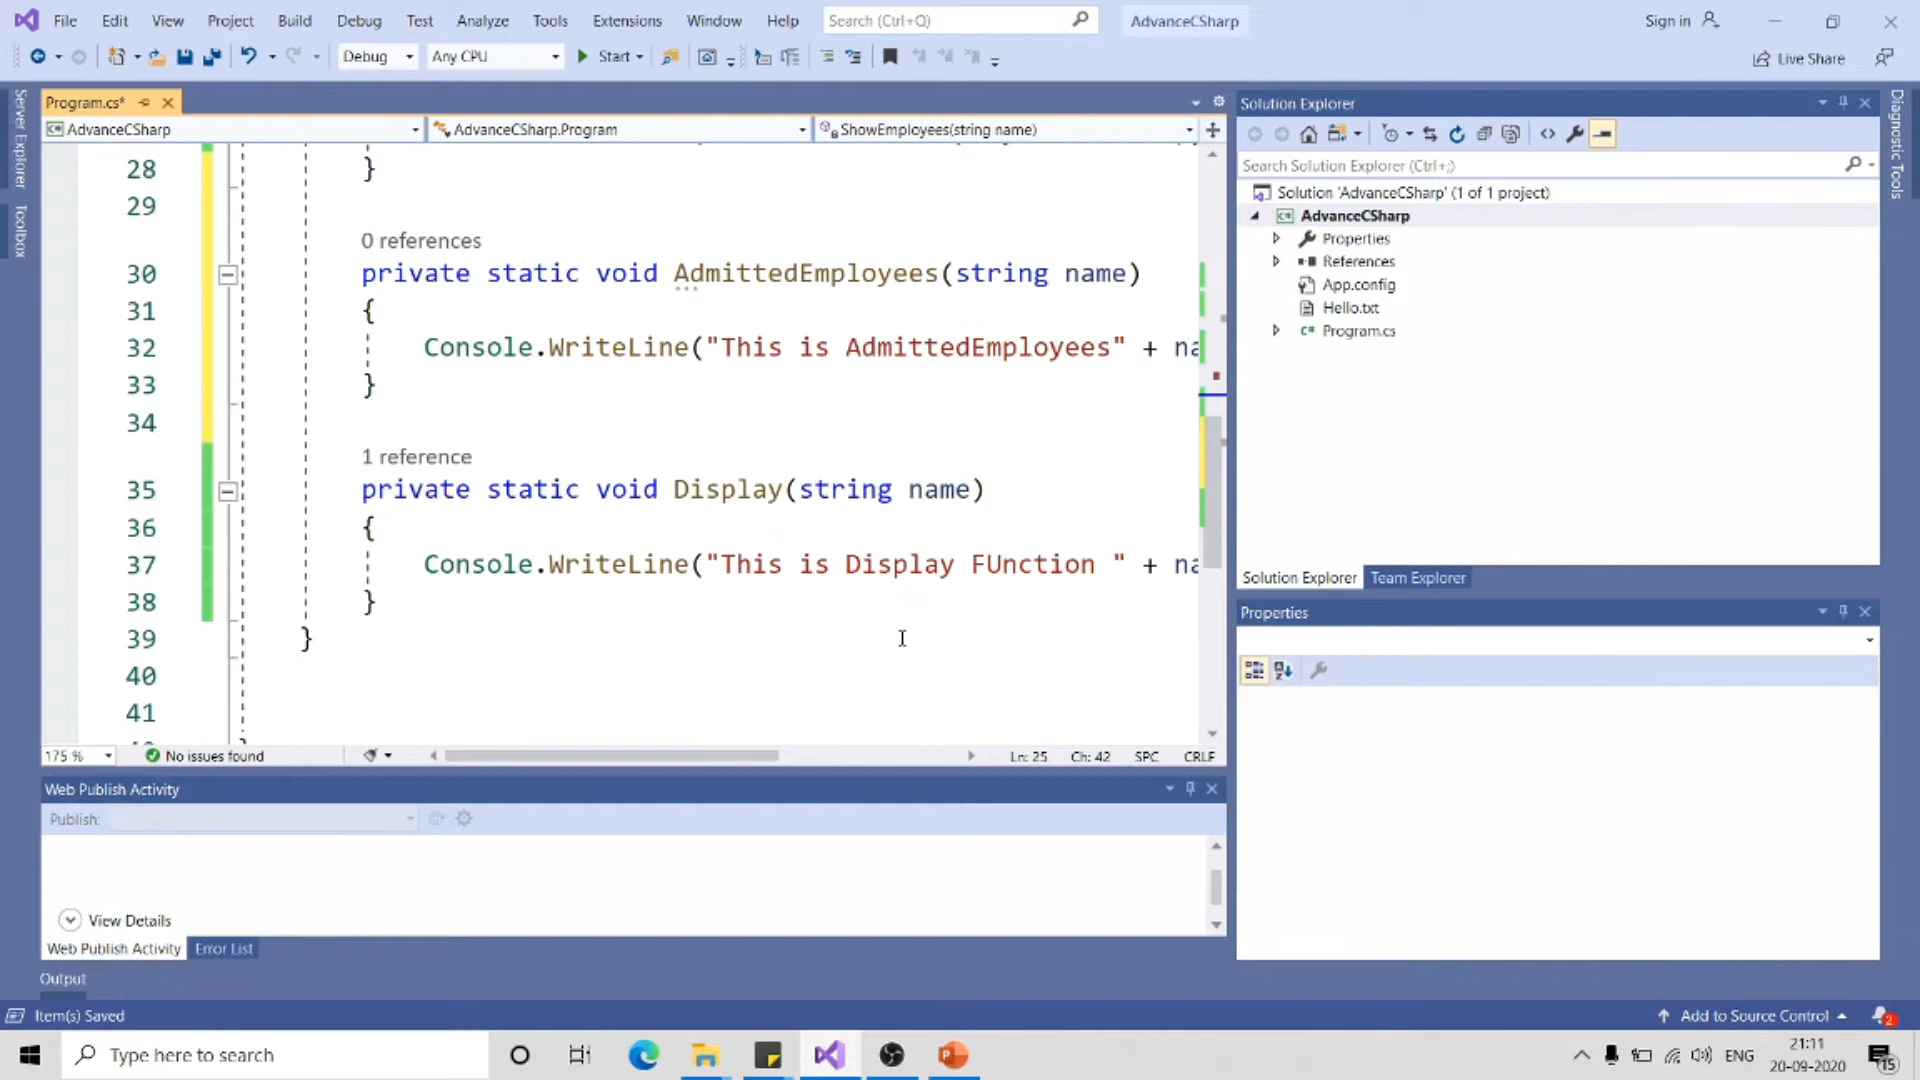 File Edit View Project Build Debug Test Analyze Tools Extensions Window Help Search (Ctrl+Q) AdvanceCSharp Sign in
Debug Any CPU Start Live Share
Server Explorer
Toolbox
Program.cs*
AdvanceCSharp AdvanceCSharp.Program ShowEmployees(string name)
28 }
29
0 references
30 private static void AdmittedEmployees(string name)
31 {
32 Console.WriteLine("This is AdmittedEmployees" + na
33 }
34
1 reference
35 private static void Display(string name)
36 {
37 Console.WriteLine("This is Display FUnction " + na
38 }
39 }
40
41
175 % No issues found Ln: 25 Ch: 42 SPC CRLF
Web Publish Activity
Publish:
View Details
Web Publish Activity Error List
Output
Solution Explorer
Search Solution Explorer (Ctrl+;)
Solution 'AdvanceCSharp' (1 of 1 project)
AdvanceCSharp
Properties
References
App.config
Hello.txt
C# Program.cs
Solution Explorer Team Explorer
Properties
Diagnostic Tools
Item(s) Saved Add to Source Control 2
Type here to search ENG 21:11
20-09-2020 15